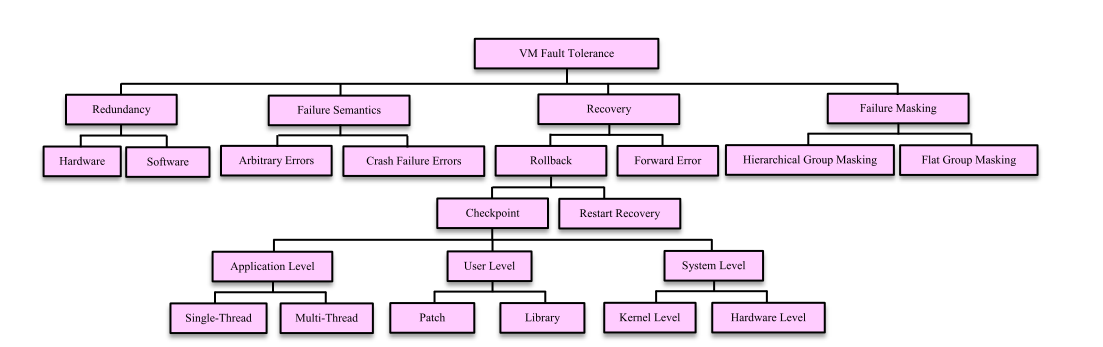 VM Fault Tolerance
Redundancy
Failure Semantics
Recovery
Failure Masking
Hardware
Software
Arbitrary Errors
Crash Failure Errors
Rollback
Forward Error
Hierarchical Group Masking
Flat Group Masking
Checkpoint
Restart Recovery
Application Level
User Level
System Level
Single-Thread
Multi-Thread
Patch
Library
Kernel Level
Hardware Level